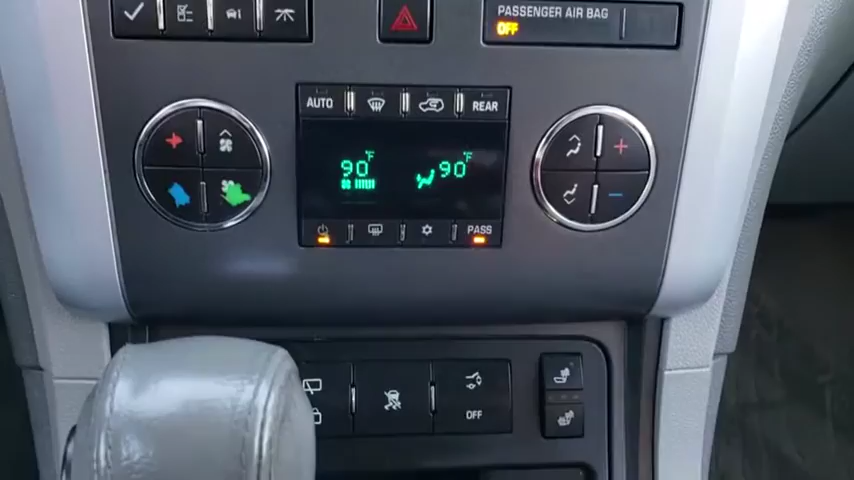 PASSENGER AIR BAG
OFF
AUTO
REAR
90°F
90°F
PASS
OFF